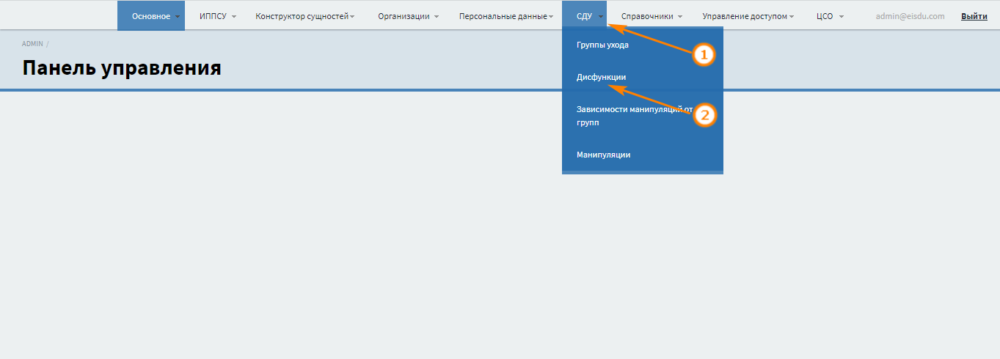 Основное ИППСУ Конструктор сущностей Организации Персональные данные СДУ Справочники Управление доступом ЦСО admin@eisdu.com Выйти
ADMIN /
Панель управления
Группы ухода
1
Дисфункции
Зависимости манипуляций от
групп
2
Манипуляции